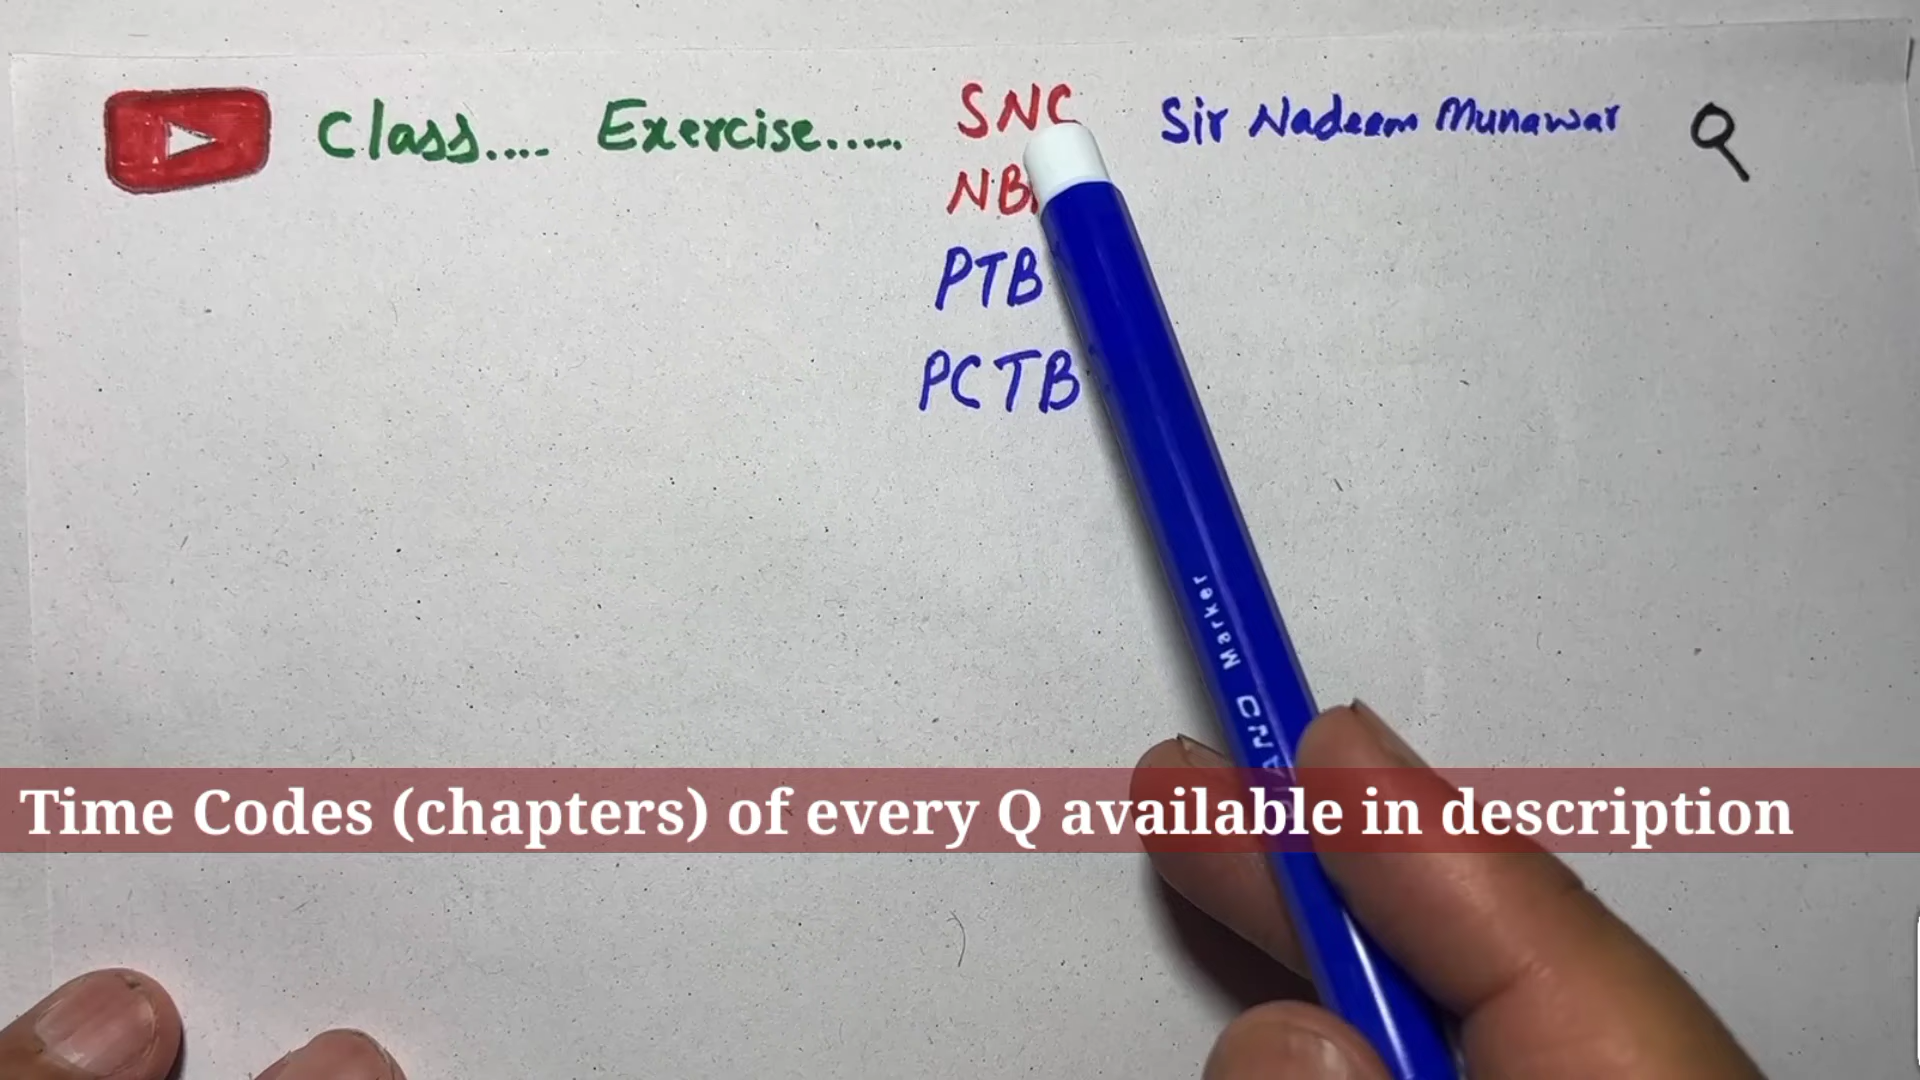 Class.... Exercise..... SNC Sir Nadeem Munawar
PTB
PCTB
Marker
Time Codes (chapters) of every Q available in description